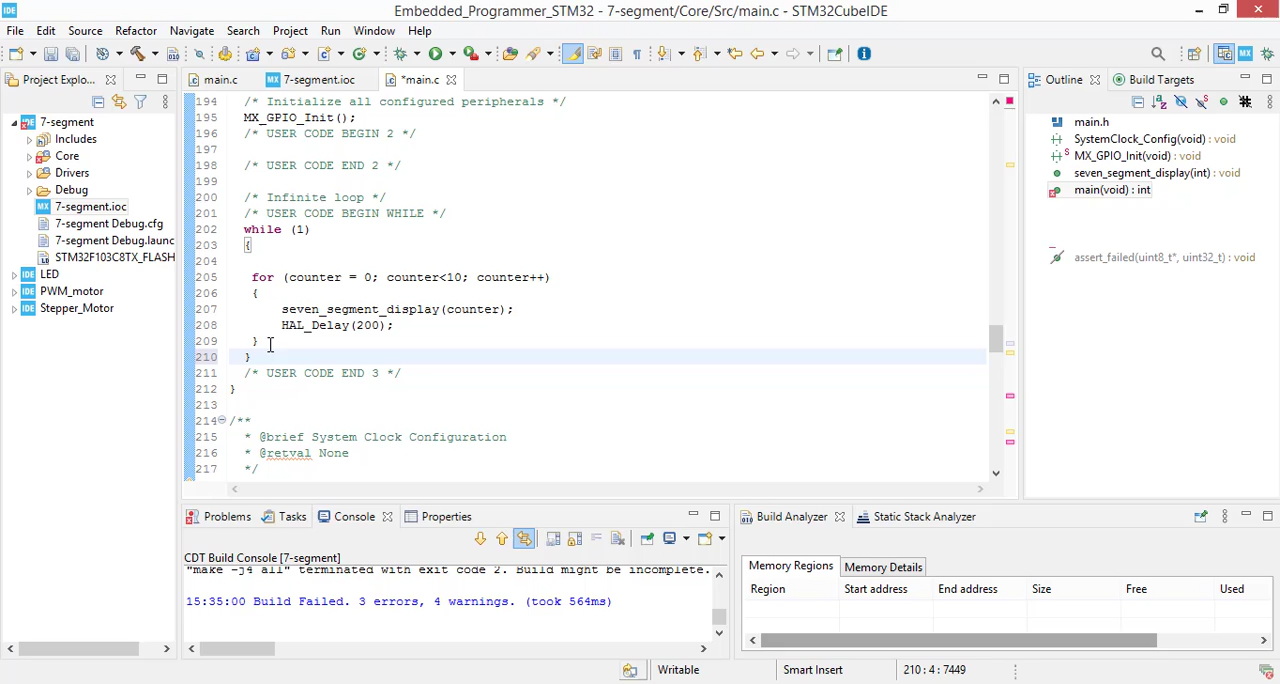 Embedded_Programmer_STM32 - 7-segment/Core/Src/main.c - STM32CubeIDE
File Edit Source Refactor Navigate Search Project Run Window Help
Project Explo...
main.c
7-segment.ioc
*main.c
Outline
Build Targets
7-segment
Includes
Core
Drivers
Debug
7-segment.ioc
7-segment Debug.cfg
7-segment Debug.launc
STM32F103C8TX_FLASH
LED
PWM_motor
Stepper_Motor
194 /* Initialize all configured peripherals */
195 MX_GPIO_Init();
196 /* USER CODE BEGIN 2 */
197
198 /* USER CODE END 2 */
199
200 /* Infinite loop */
201 /* USER CODE BEGIN WHILE */
202 while (1)
203 {
204
205 for (counter = 0; counter<10; counter++)
206 {
207 seven_segment_display(counter);
208 HAL_Delay(200);
209 }
210 }
211 /* USER CODE END 3 */
212 }
213
214 /**
215 * @brief System Clock Configuration
216 * @retval None
217 */
main.h
SystemClock_Config(void) : void
MX_GPIO_Init(void) : void
seven_segment_display(int) : void
main(void) : int
assert_failed(uint8_t*, uint32_t) : void
Problems
Tasks
Console
Properties
CDT Build Console [7-segment]
"make -j4 all" terminated with exit code 2. Build might be incomplete.
15:35:00 Build Failed. 3 errors, 4 warnings. (took 564ms)
Build Analyzer
Static Stack Analyzer
Memory Regions
Memory Details
Region Start address End address Size Free Used
Writable
Smart Insert
210 : 4 : 7449